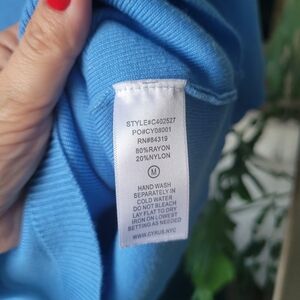 STYLE#C402527
PO#CY08001
RN#84319
80%RAYON
20%NYLON
M
HAND WASH
SEPARATELY IN
COLD WATER
DO NOT BLEACH
LAY FLAT TO DRY
IRON ON LOWEST
SETTING AS NEEDED
WWW.CYRUS.NYC